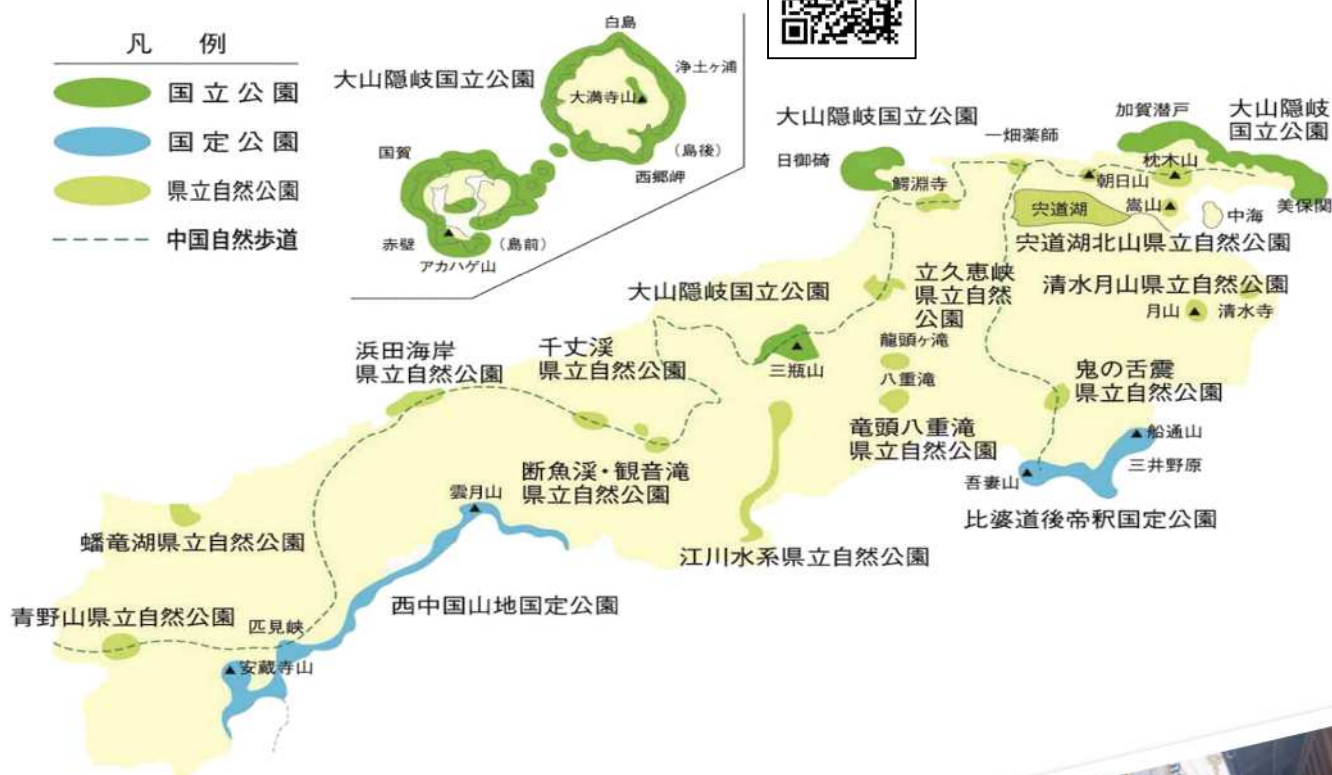 凡 例
国立公園
国定公園
県立自然公園
中国自然歩道
大山隠岐国立公園
白島
浄土ヶ浦
大満寺山
(島後)
西郷岬
国賀
赤壁
(島前)
アカハゲ山
大山隠岐国立公園
日御碕
鰐淵寺
一畑薬師
加賀潜戸
大山隠岐
国立公園
枕木山
朝日山
嵩山
宍道湖
中海
美保関
宍道湖北山県立自然公園
大山隠岐国立公園
三瓶山
立久恵峡
県立自然
公園
清水月山県立自然公園
月山
清水寺
龍頭ヶ滝
八重滝
竜頭八重滝
県立自然公園
鬼の舌震
県立自然公園
船通山
三井野原
吾妻山
比婆道後帝釈国定公園
浜田海岸
県立自然公園
千丈渓
県立自然公園
断魚渓・観音滝
県立自然公園
江川水系県立自然公園
雲月山
西中国山地国定公園
蟠竜湖県立自然公園
青野山県立自然公園
匹見峡
安蔵寺山